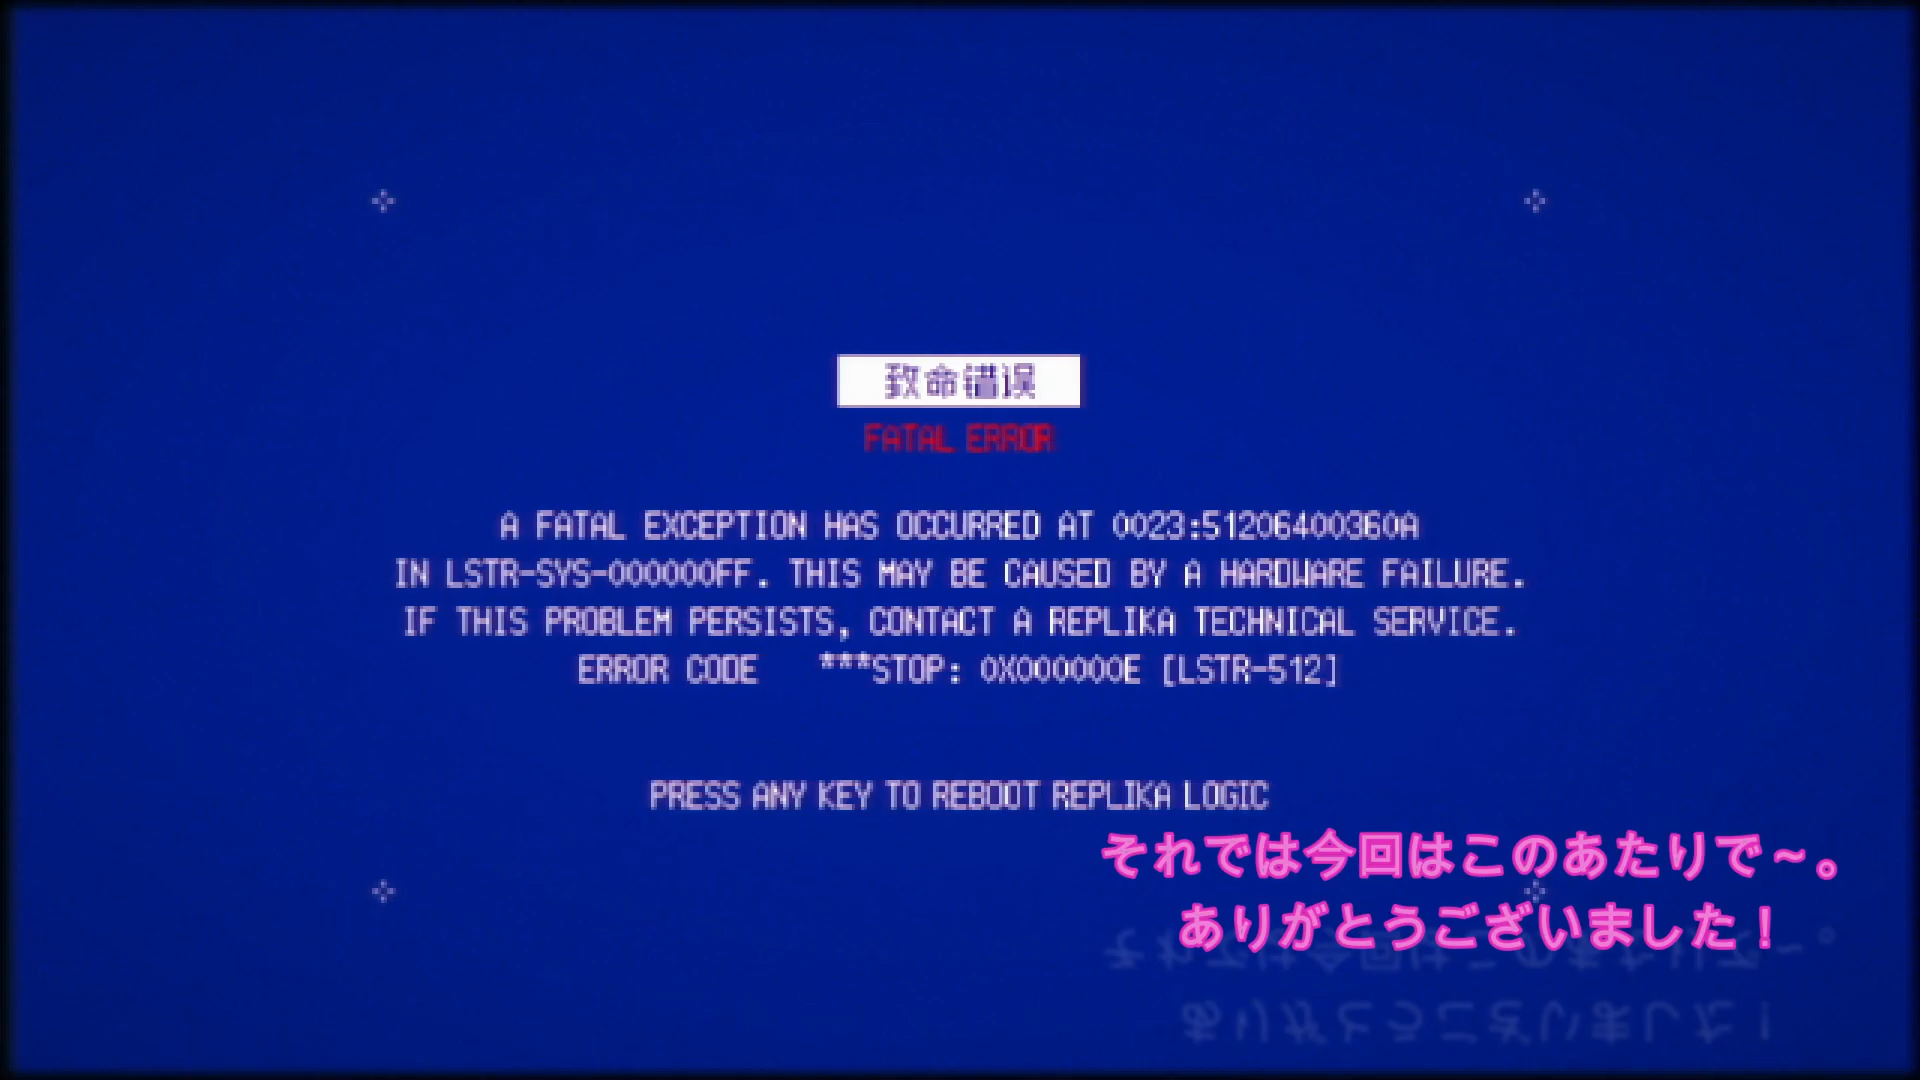 致命错误
FATAL ERROR
A FATAL EXCEPTION HAS OCCURRED AT 0023:51206400360A
IN LSTR-SYS-000000FF. THIS MAY BE CAUSED BY A HARDWARE FAILURE.
IF THIS PROBLEM PERSISTS, CONTACT A REPLIKA TECHNICAL SERVICE.
ERROR CODE   ***STOP: 0X000000E [LSTR-512]
PRESS ANY KEY TO REBOOT REPLIKA LOGIC
それでは今回はこのあたりで～。
ありがとうございました！